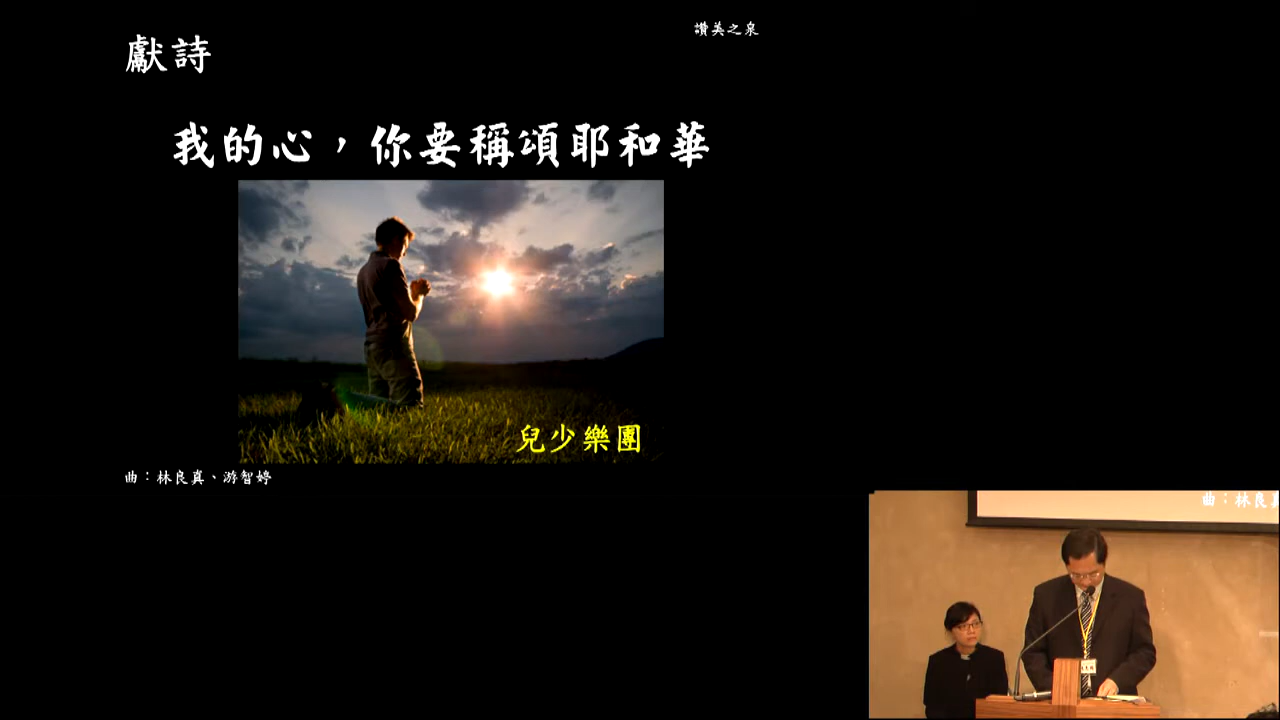 讚美之泉
獻詩
我的心，你要稱頌耶和華
兒少樂團
曲：林良真、游智婷
曲：林良真